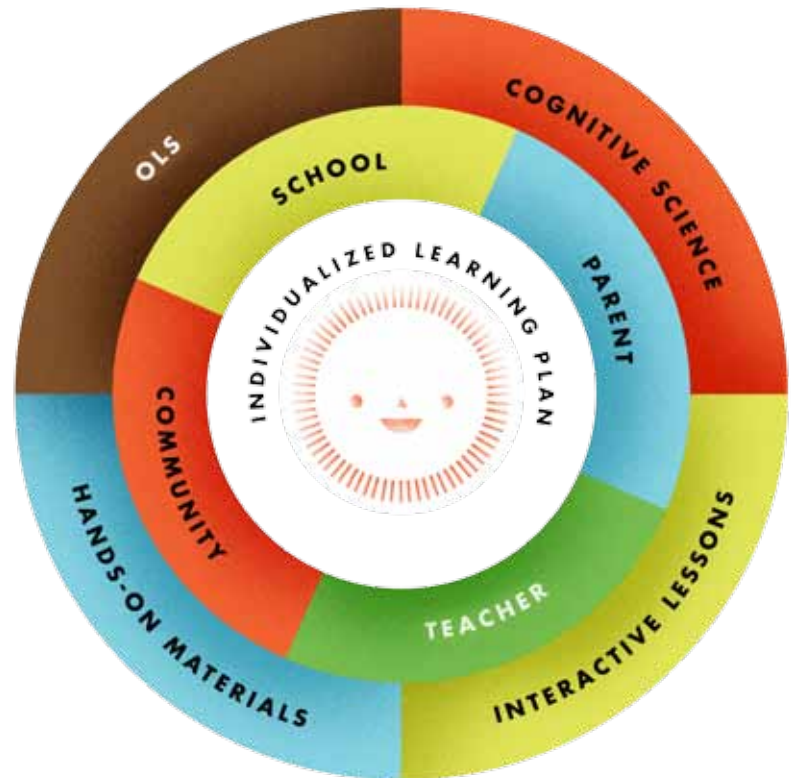 OLS
COGNITIVE SCIENCE
SCHOOL
PARENT
INDIVIDUALIZED LEARNING PLAN
COMMUNITY
TEACHER
HANDS-ON MATERIALS
INTERACTIVE LESSONS